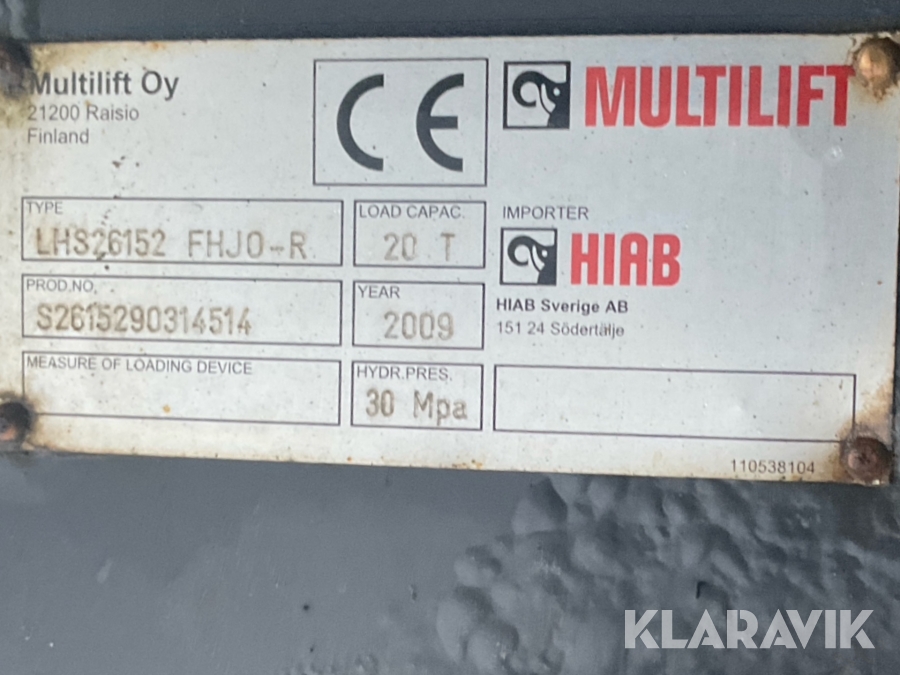 Multilift Oy
21200 Raisio
Finland
CE
MULTILIFT
TYPE
LHS26152 FHJO-R
LOAD CAPAC.
20 T
IMPORTER
HIAB
HIAB Sverige AB
151 24 Södertälje
PROD.NO.
S2615290314514
YEAR
2009
MEASURE OF LOADING DEVICE
HYDR.PRES.
30 Mpa
110538104
KLARAVIK